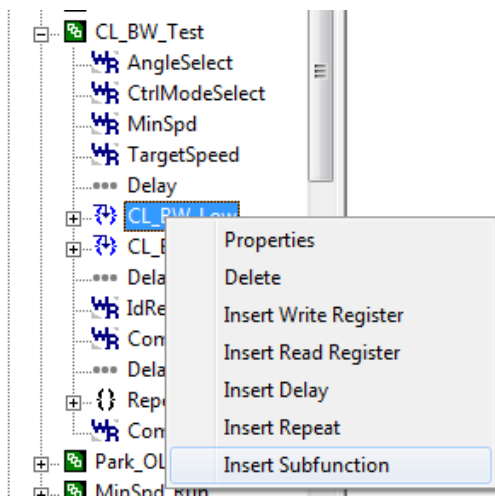 CL_BW_Test
AngleSelect
CtrlModeSelect
MinSpd
TargetSpeed
Delay
CL_BW_Low
Properties
Delete
Insert Write Register
Insert Read Register
Insert Delay
Insert Repeat
Park_OL
Insert Subfunction
MinSpd_Run